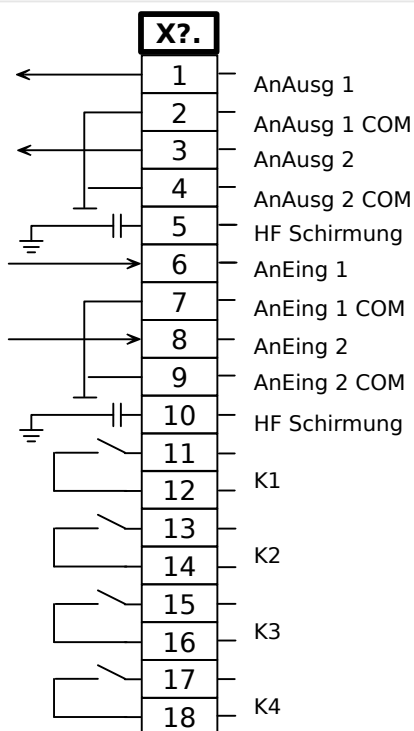 X?.
1 AnAusg 1
2 AnAusg 1 COM
3 AnAusg 2
4 AnAusg 2 COM
5 HF Schirmung
6 AnEing 1
7 AnEing 1 COM
8 AnEing 2
9 AnEing 2 COM
10 HF Schirmung
11
K1
12
13
K2
14
15
K3
16
17
K4
18